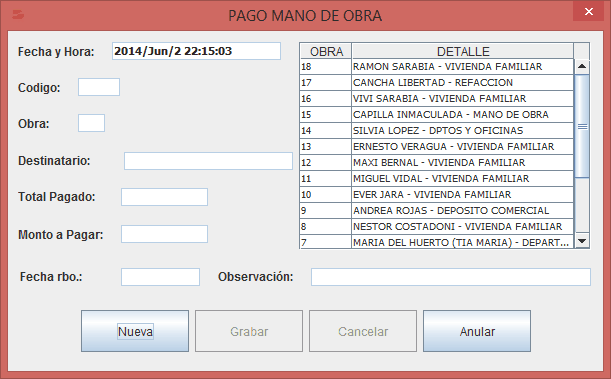 PAGO MANO DE OBRA
Fecha y Hora: 2014/Jun/2 22:15:03
Codigo:
Obra:
Destinatario:
Total Pagado:
Monto a Pagar:
OBRA DETALLE
18 RAMON SARABIA - VIVIENDA FAMILIAR
17 CANCHA LIBERTAD - REFACCION
16 VIVI SARABIA - VIVIENDA FAMILIAR
15 CAPILLA INMACULADA - MANO DE OBRA
14 SILVIA LOPEZ - DPTOS Y OFICINAS
13 ERNESTO VERAGUA - VIVIENDA FAMILIAR
12 MAXI BERNAL - VIVIENDA FAMILIAR
11 MIGUEL VIDAL - VIVIENDA FAMILIAR
10 EVER JARA - VIVIENDA FAMILIAR
9 ANDREA ROJAS - DEPOSITO COMERCIAL
8 NESTOR COSTADONI - VIVIENDA FAMILIAR
7 MARIA DEL HUERTO (TIA MARIA) - DEPART...
Fecha rbo.: Observación:
Nueva Grabar Cancelar Anular